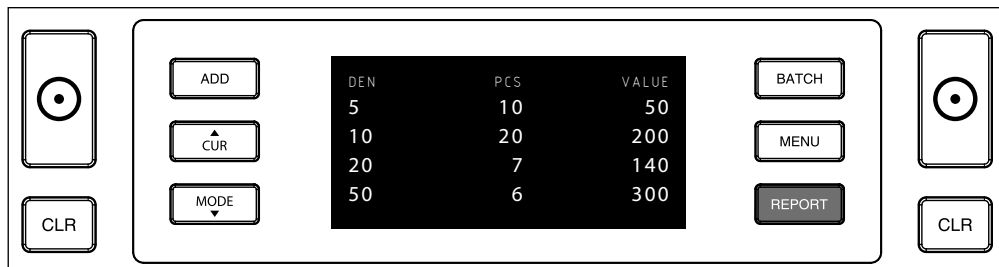 ADD
CUR
MODE
CLR
DEN PCS VALUE
5 10 50
10 20 200
20 7 140
50 6 300
BATCH
MENU
REPORT
CLR